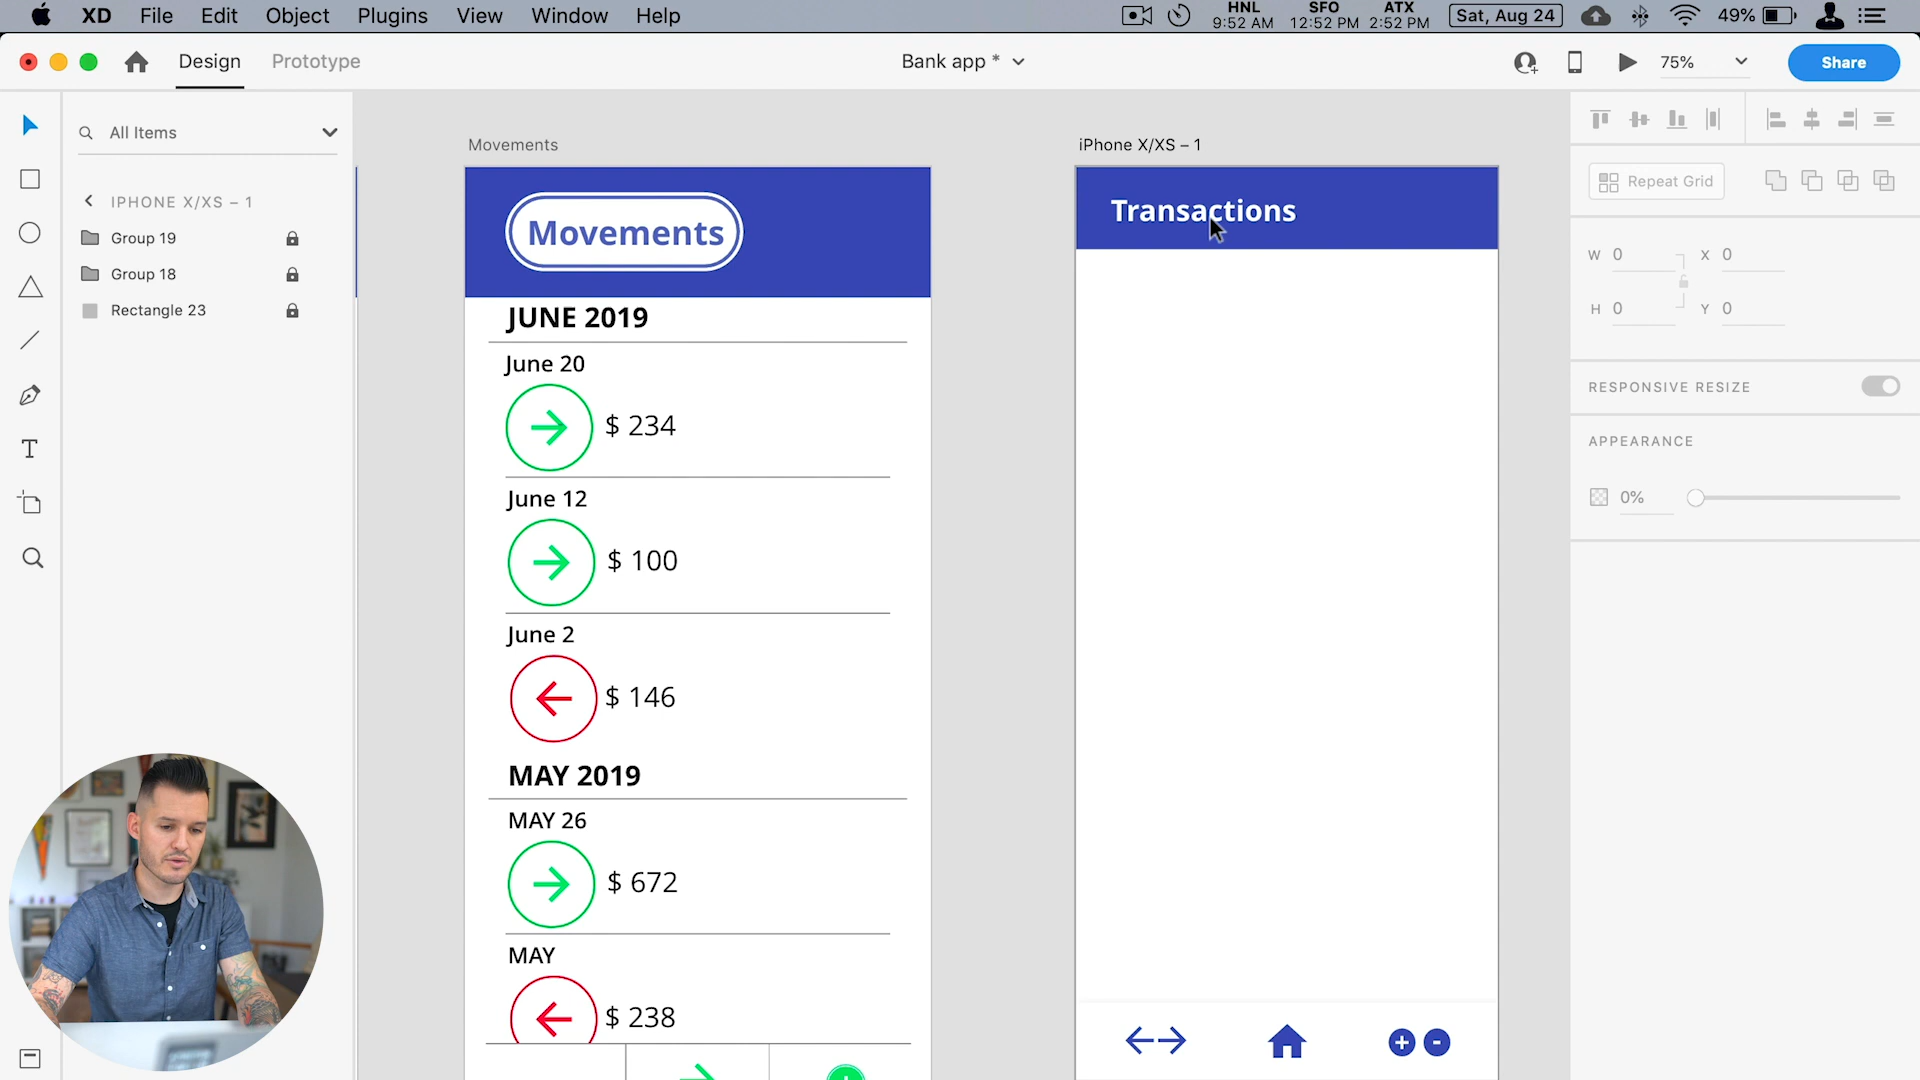 XD File Edit Object Plugins View Window Help
HNL 9:52 AM SFO 12:52 PM ATX 2:52 PM Sat, Aug 24 49%
Design Prototype Bank app * 75% Share
All Items
IPHONE X/XS – 1
Group 19
Group 18
Rectangle 23
Movements
Movements
JUNE 2019
June 20
$ 234
June 12
$ 100
June 2
$ 146
MAY 2019
MAY 26
$ 672
MAY
$ 238
iPhone X/XS – 1
Transactions
Repeat Grid
W 0 X 0
H 0 Y 0
RESPONSIVE RESIZE
APPEARANCE
0%